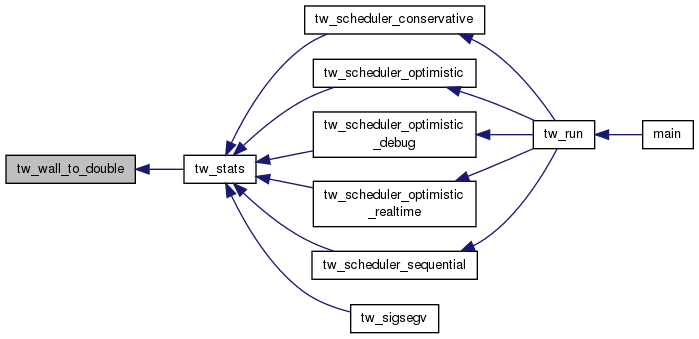 tw_scheduler_conservative
tw_scheduler_optimistic
tw_scheduler_optimistic
_debug
tw_run
main
tw_wall_to_double
tw_stats
tw_scheduler_optimistic
_realtime
tw_scheduler_sequential
tw_sigsegv